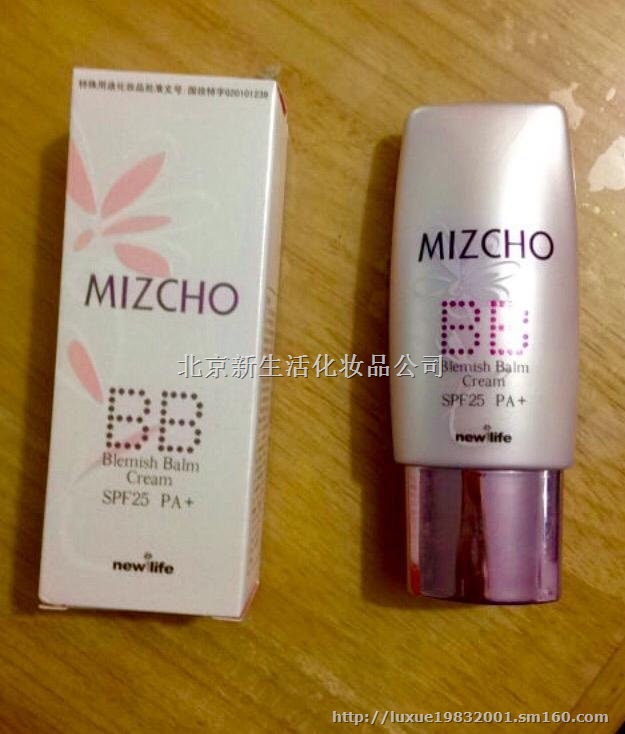 特殊用途化妆品批准文号:国妆特字G20101238
MIZCHO
BB
Blemish Balm
Cream
SPF25 PA+
new life
MIZCHO
BB
Blemish Balm
Cream
SPF25 PA+
new life
北京新生活化妆品公司
http://luxue19832001.sm160.com